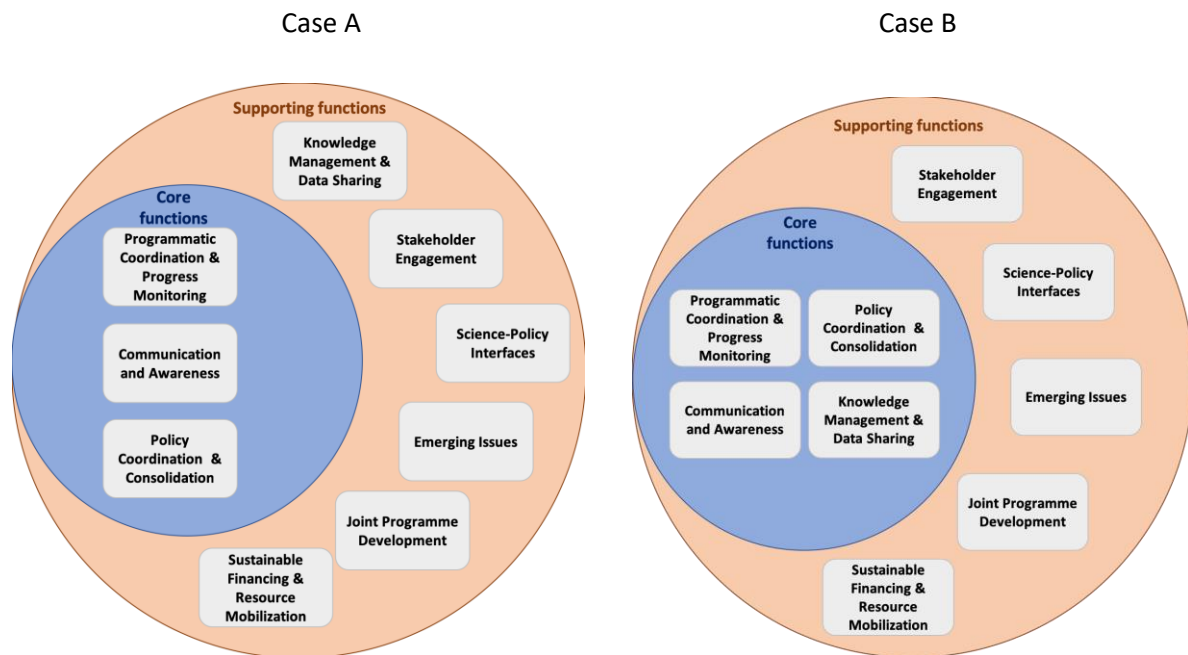 Case A
Supporting functions
Knowledge
Management &
Data Sharing
Core
functions
Programmatic
Coordination &
Progress
Monitoring
Stakeholder
Engagement
Science-Policy
Interfaces
Communication
and Awareness
Emerging Issues
Policy
Coordination &
Consolidation
Joint Programme
Development
Sustainable
Financing &
Resource
Mobilization
Case B
Supporting functions
Stakeholder
Engagement
Core
functions
Science-Policy
Interfaces
Programmatic
Coordination &
Progress
Monitoring
Policy
Coordination &
Consolidation
Emerging Issues
Communication
and Awareness
Knowledge
Management &
Data Sharing
Joint Programme
Development
Sustainable
Financing &
Resource
Mobilization